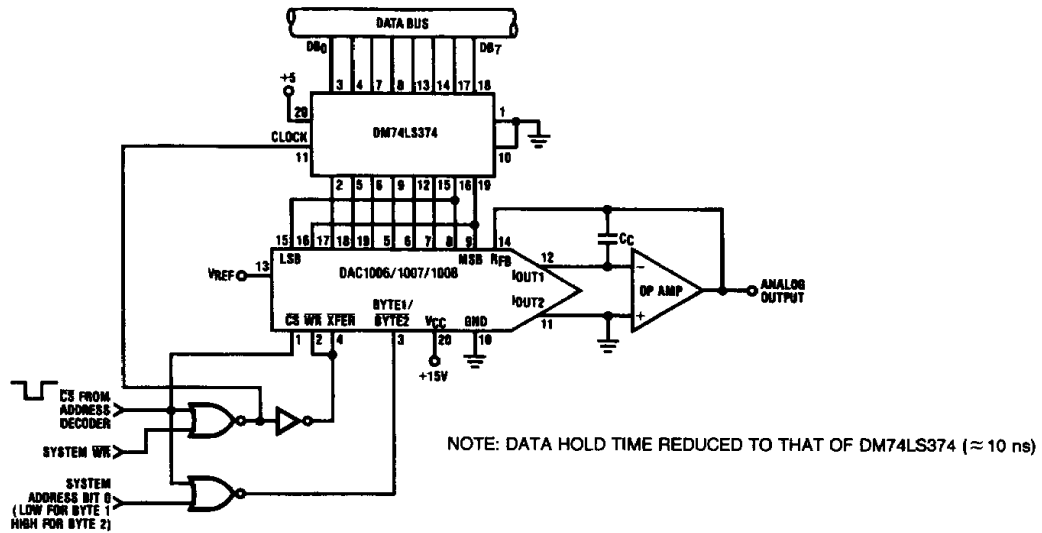 DATA BUS
DB0 DB7
3 4 7 8 13 14 17 18
+5
20 1
DM74LS374
CLOCK
11 10
2 5 6 9 12 15 16 19
15 16 17 18 19 5 6 7 8 9 14
LSB MSB RFB
VREF 13
DAC1006/1007/1008
IOUT1 12
CC
IOUT2 11
OP AMP
ANALOG
OUTPUT
BYTE1/
CS WR XFER BYTE2 VCC GND
1 2 4 3 20 10
+15V
CS FROM
ADDRESS
DECODER
SYSTEM WR
SYSTEM
ADDRESS BIT 0
(LOW FOR BYTE 1
HIGH FOR BYTE 2)
NOTE: DATA HOLD TIME REDUCED TO THAT OF DM74LS374 (≈ 10 ns)